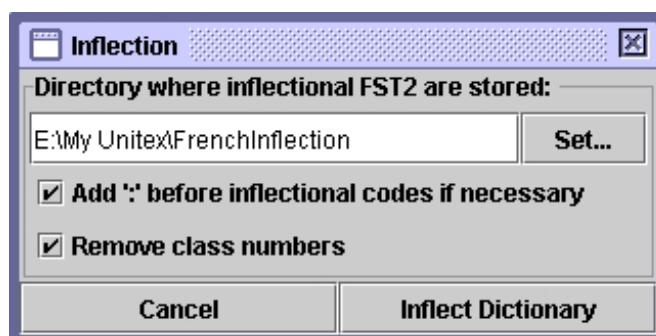 Inflection
Directory where inflectional FST2 are stored:
E:\My Unitex\FrenchInflection
Set...
Add ':' before inflectional codes if necessary
Remove class numbers
Cancel
Inflect Dictionary